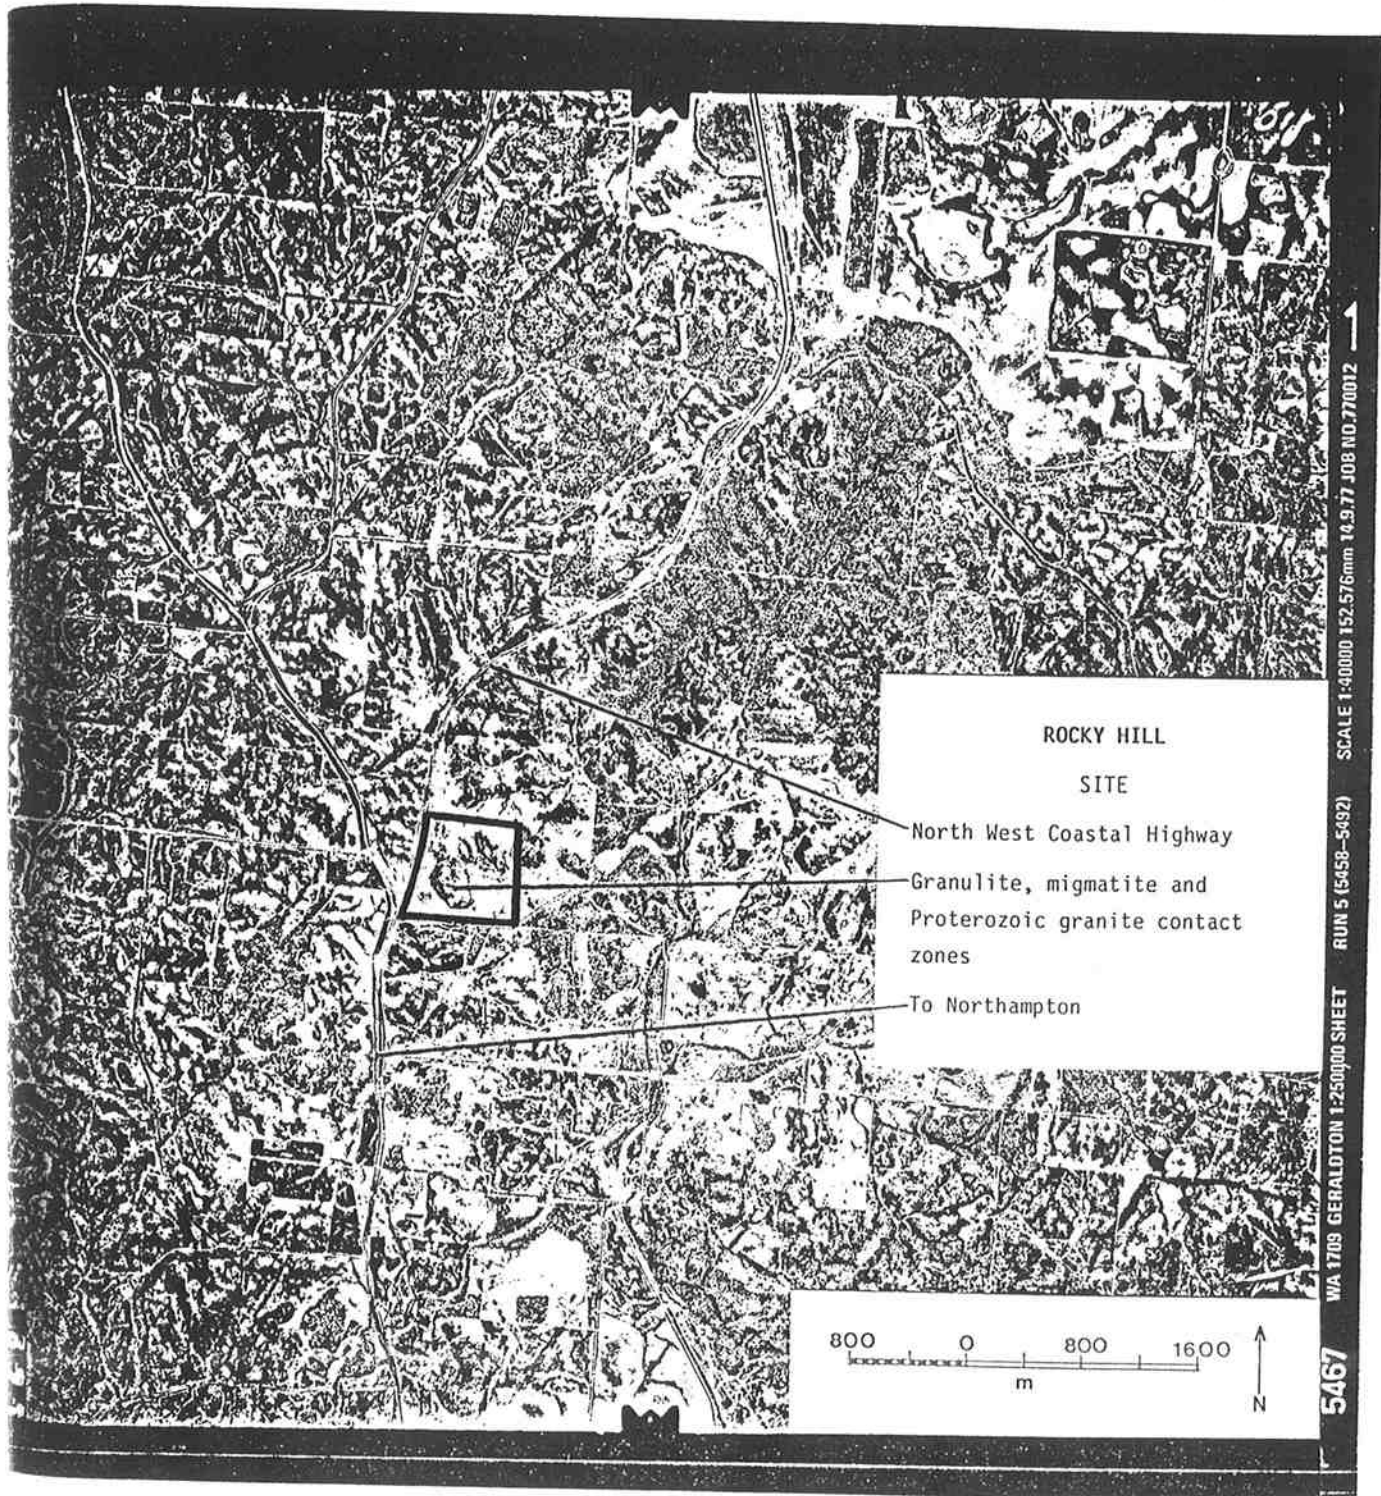 ROCKY HILL
SITE
North West Coastal Highway
Granulite, migmatite and
Proterozoic granite contact
zones
To Northampton
800 0 800 1600
m
N
5467 WA 1709 GERALDTON 1:250,000 SHEET RUN 5 (5458-5492) SCALE 1:40000 152.576mm 14.9.77 JOB NO.770012